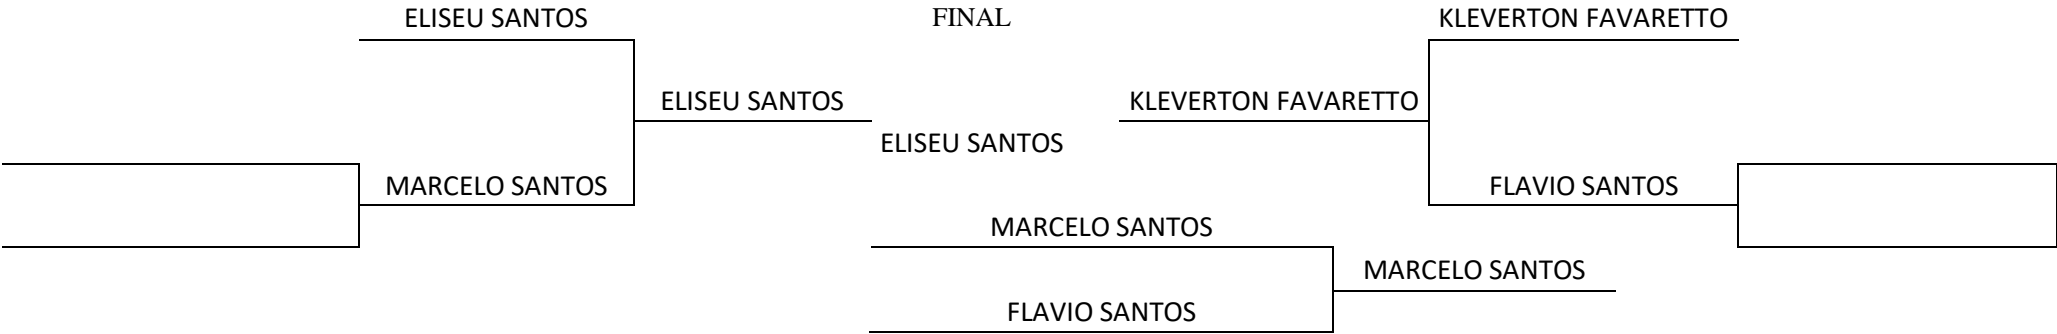 ELISEU SANTOS
FINAL
KLEVERTON FAVARETTO
ELISEU SANTOS
KLEVERTON FAVARETTO
ELISEU SANTOS
MARCELO SANTOS
FLAVIO SANTOS
MARCELO SANTOS
MARCELO SANTOS
FLAVIO SANTOS